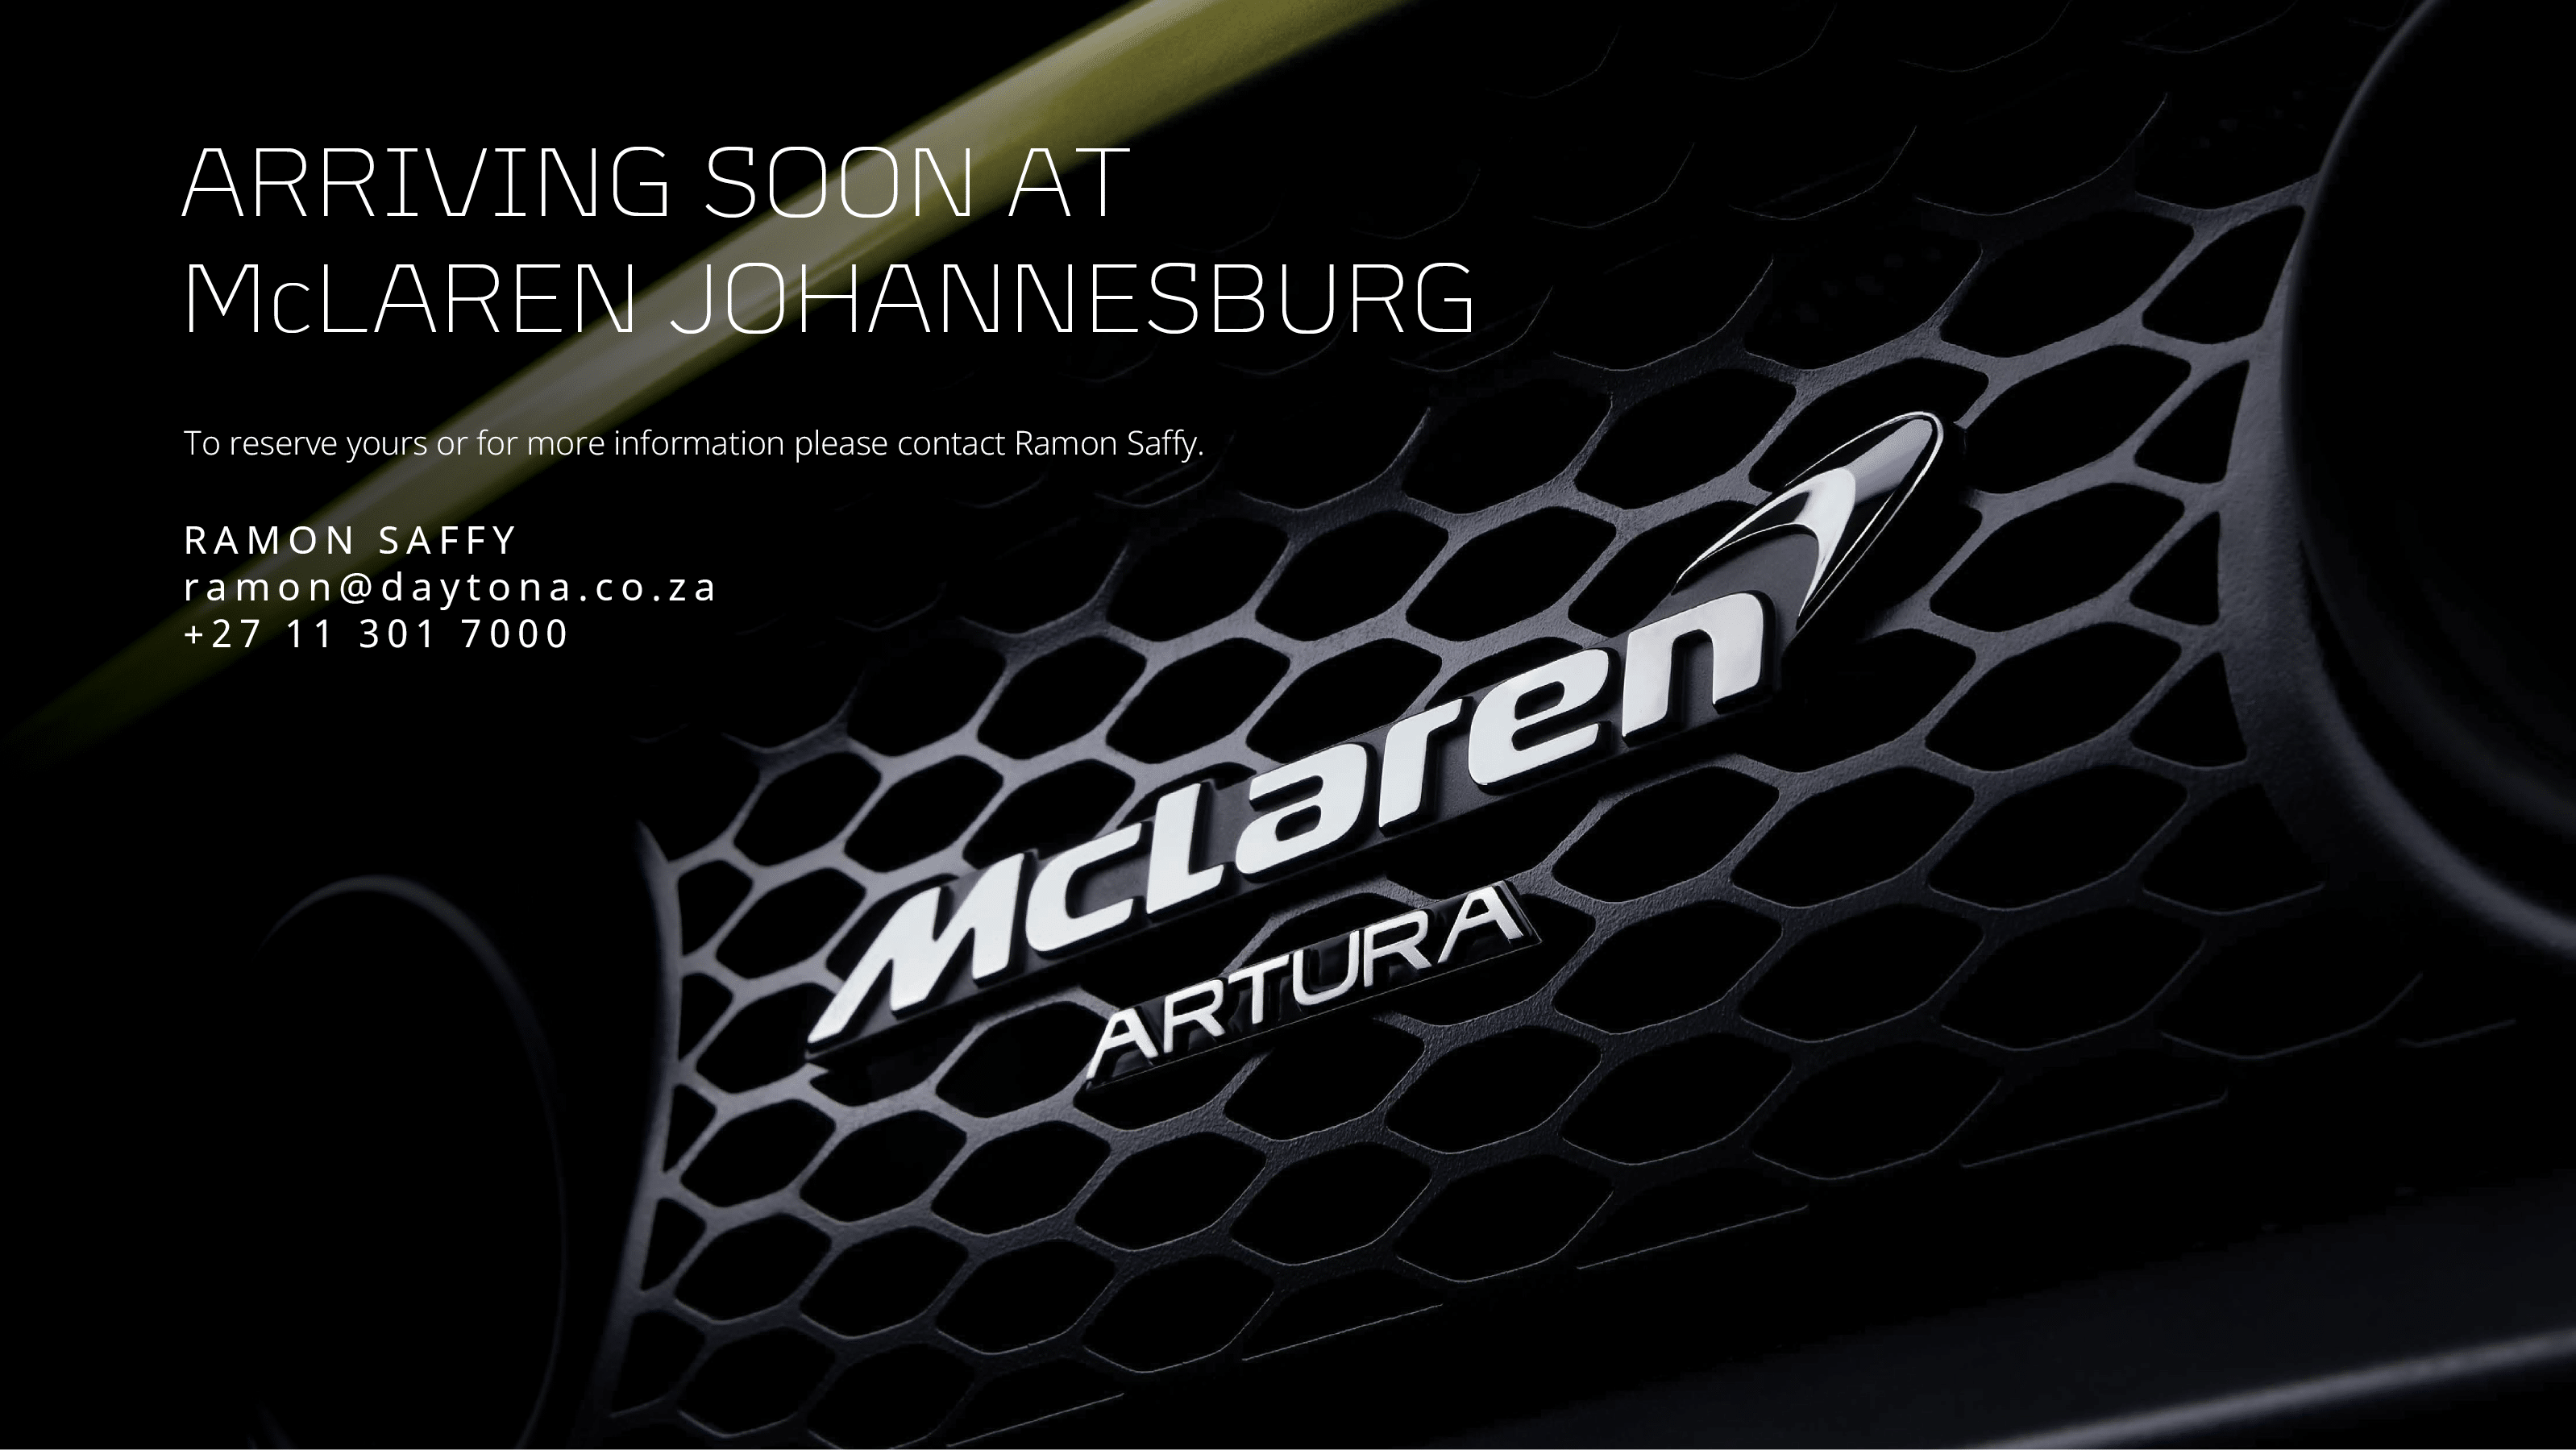 ARRIVING SOON AT
McLAREN JOHANNESBURG
To reserve yours or for more information please contact Ramon Saffy.
RAMON SAFFY
ramon@daytona.co.za
+27 11 301 7000
McLaren
ARTURA